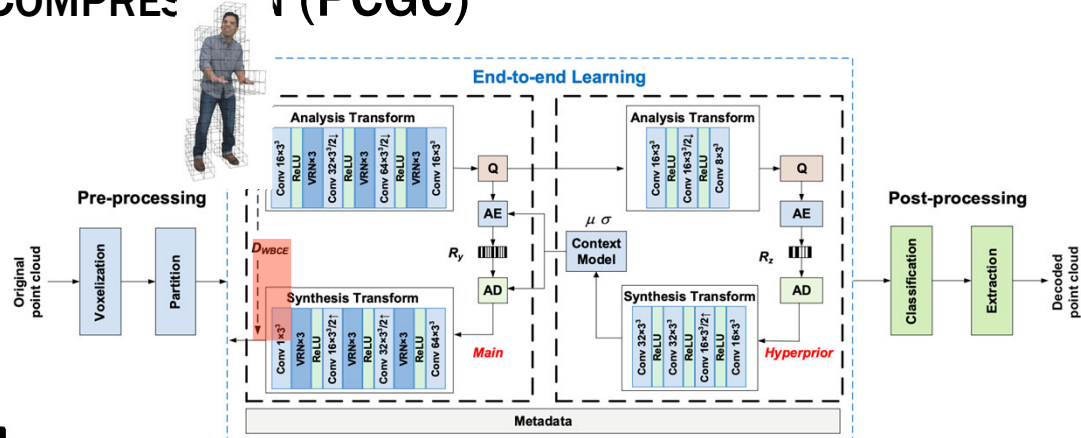 (PCGC)
End-to-end Learning
Analysis Transform
Conv 16×3³
ReLU
VRN×3
Conv 32×3³/2↓
ReLU
VRN×3
Conv 64×3³/2↓
ReLU
VRN×3
Conv 16×3³
Q
Analysis Transform
Conv 16×3³
ReLU
Conv 16×3³/2↓
ReLU
Conv 8×3³
Q
Pre-processing
Post-processing
Original
point cloud
Voxelization
Partition
AE
μ σ
Context
Model
AE
D_WBCE
R_y
R_z
AD
AD
Synthesis Transform
Conv 1×3³
VRN×3
ReLU
Conv 16×3³/2↑
VRN×3
ReLU
Conv 32×3³/2↑
VRN×3
ReLU
Conv 64×3³
Main
Synthesis Transform
Conv 32×3³
ReLU
Conv 32×3³
ReLU
Conv 16×3³/2↑
ReLU
Conv 16×3³
Hyperprior
Classification
Extraction
Decoded
point cloud
Metadata